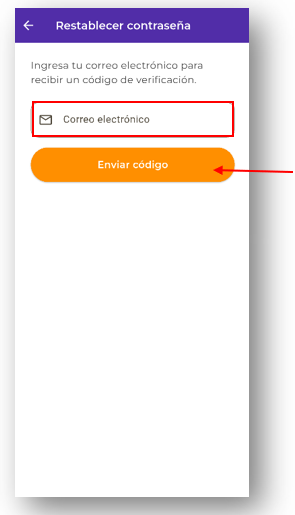 Restablecer contraseña
Ingresa tu correo electrónico para
recibir un código de verificación.
Correo electrónico
Enviar código